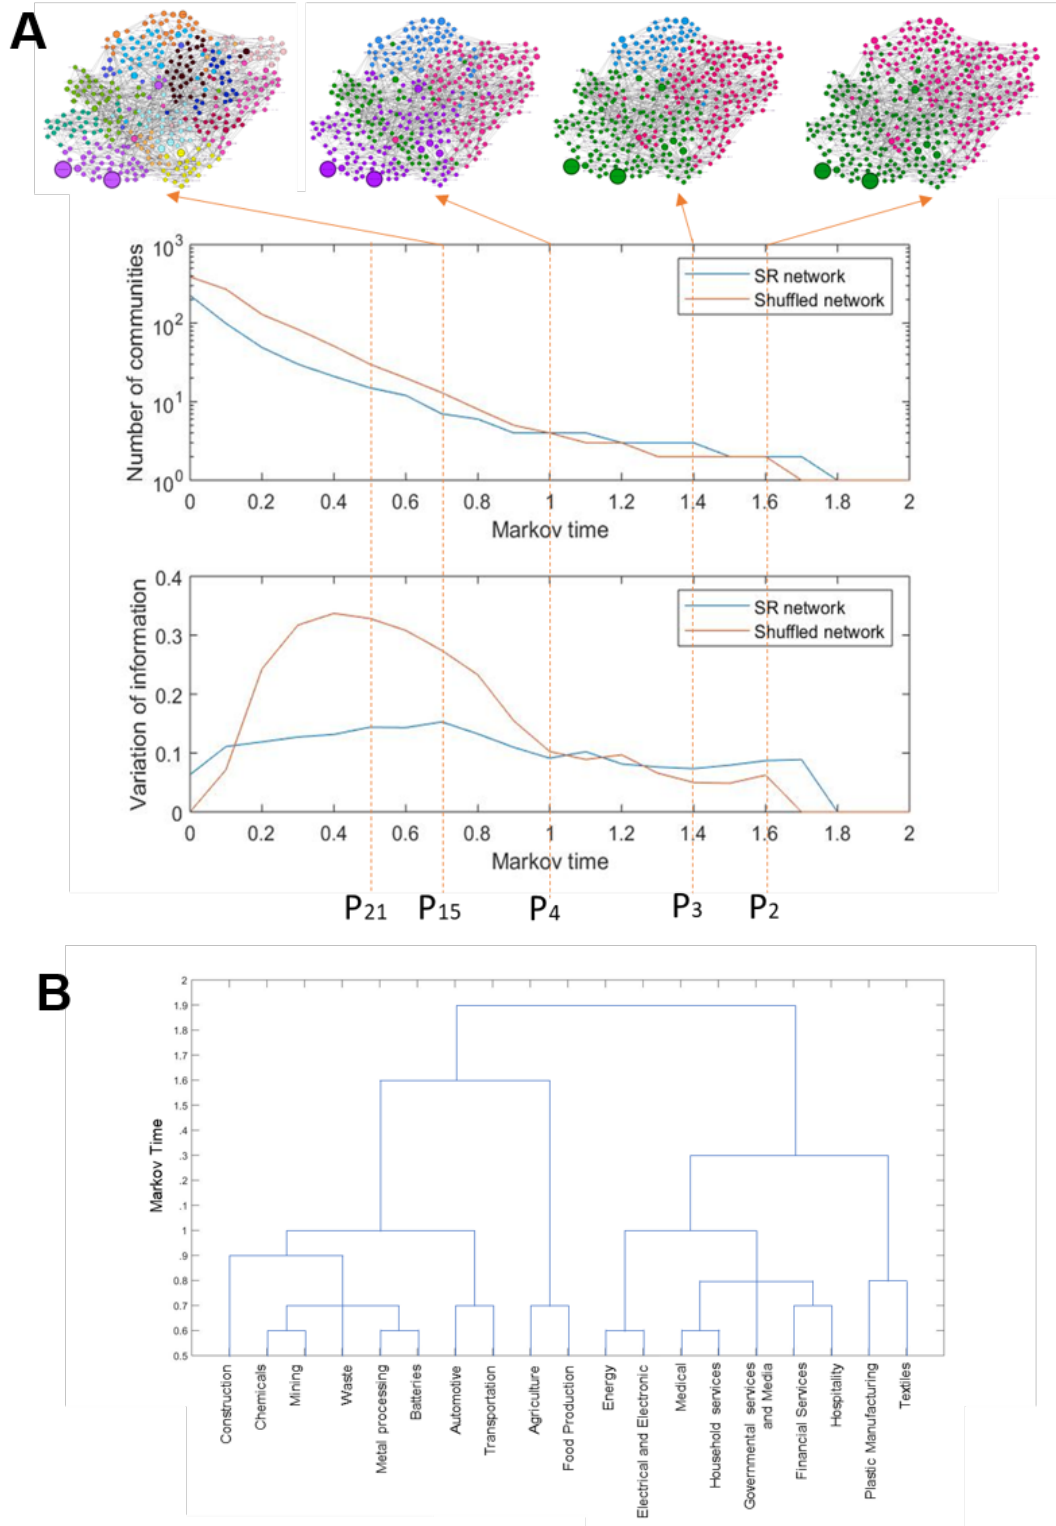 A
Number of communities
10³
10²
10¹
10⁰
SR network
Shuffled network
0 0.2 0.4 0.6 0.8 1 1.2 1.4 1.6 1.8 2
Markov time
Variation of information
0.4
0.3
0.2
0.1
0
SR network
Shuffled network
0 0.2 0.4 0.6 0.8 1 1.2 1.4 1.6 1.8 2
Markov time
P₂₁ P₁₅ P₄ P₃ P₂
B
Markov Time
2
1.9
1.8
1.7
1.6
1.5
.4
.3
.2
.1
1
.9
0.8
0.7
0.6
0.5
Construction
Chemicals
Mining
Waste
Metal processing
Batteries
Automotive
Transportation
Agriculture
Food Production
Energy
Electrical and Electronic
Medical
Household services
Governmental services
and Media
Financial Services
Hospitality
Plastic Manufacturing
Textiles